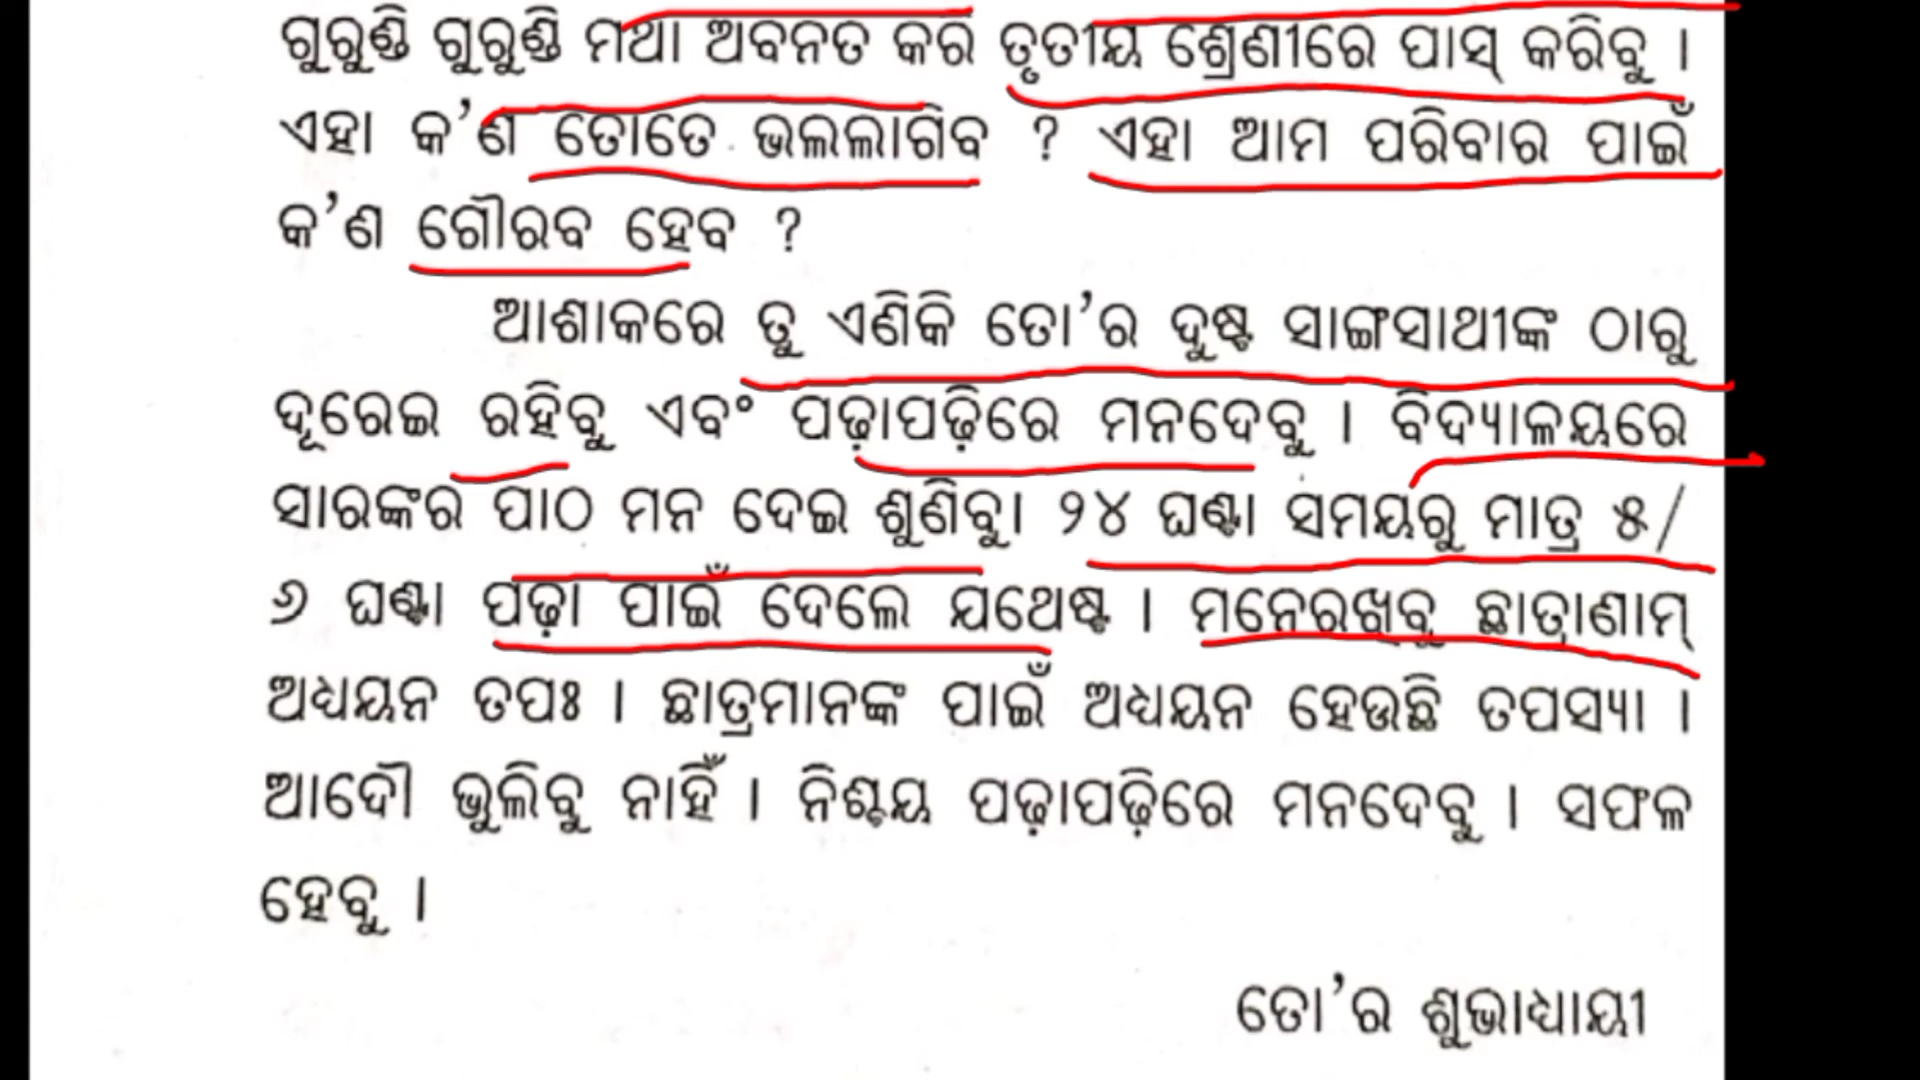 ଗୁରୁଣ୍ଡି ଗୁରୁଣ୍ଡି ମଥା ଅବନତ କରି ତୃତୀୟ ଶ୍ରେଣୀରେ ପାସ୍ କରିବୁ ।
ଏହା କ’ଣ ତୋତେ ଭଲଲାଗିବ ? ଏହା ଆମ ପରିବାର ପାଇଁ
କ’ଣ ଗୌରବ ହେବ ?
ଆଶାକରେ ତୁ ଏଣିକି ତୋ’ର ଦୁଷ୍ଟ ସାଙ୍ଗସାଥୀଙ୍କ ଠାରୁ
ଦୂରେଇ ରହିବୁ ଏବଂ ପଢ଼ାପଢ଼ିରେ ମନଦେବୁ । ବିଦ୍ୟାଳୟରେ
ସାରଙ୍କର ପାଠ ମନ ଦେଇ ଶୁଣିବୁ। ୨୪ ଘଣ୍ଟା ସମୟରୁ ମାତ୍ର ୫/
୬ ଘଣ୍ଟା ପଢ଼ା ପାଇଁ ଦେଲେ ଯଥେଷ୍ଟ । ମନେରଖିବୁ ଛାତ୍ରାଣାମ୍
ଅଧ୍ୟୟନ ତପଃ । ଛାତ୍ରମାନଙ୍କ ପାଇଁ ଅଧ୍ୟୟନ ହେଉଛି ତପସ୍ୟା ।
ଆଦୌ ଭୁଲିବୁ ନାହିଁ । ନିଶ୍ଚୟ ପଢ଼ାପଢ଼ିରେ ମନଦେବୁ । ସଫଳ
ହେବୁ ।
ତୋ’ର ଶୁଭାଧ୍ୟାୟୀ